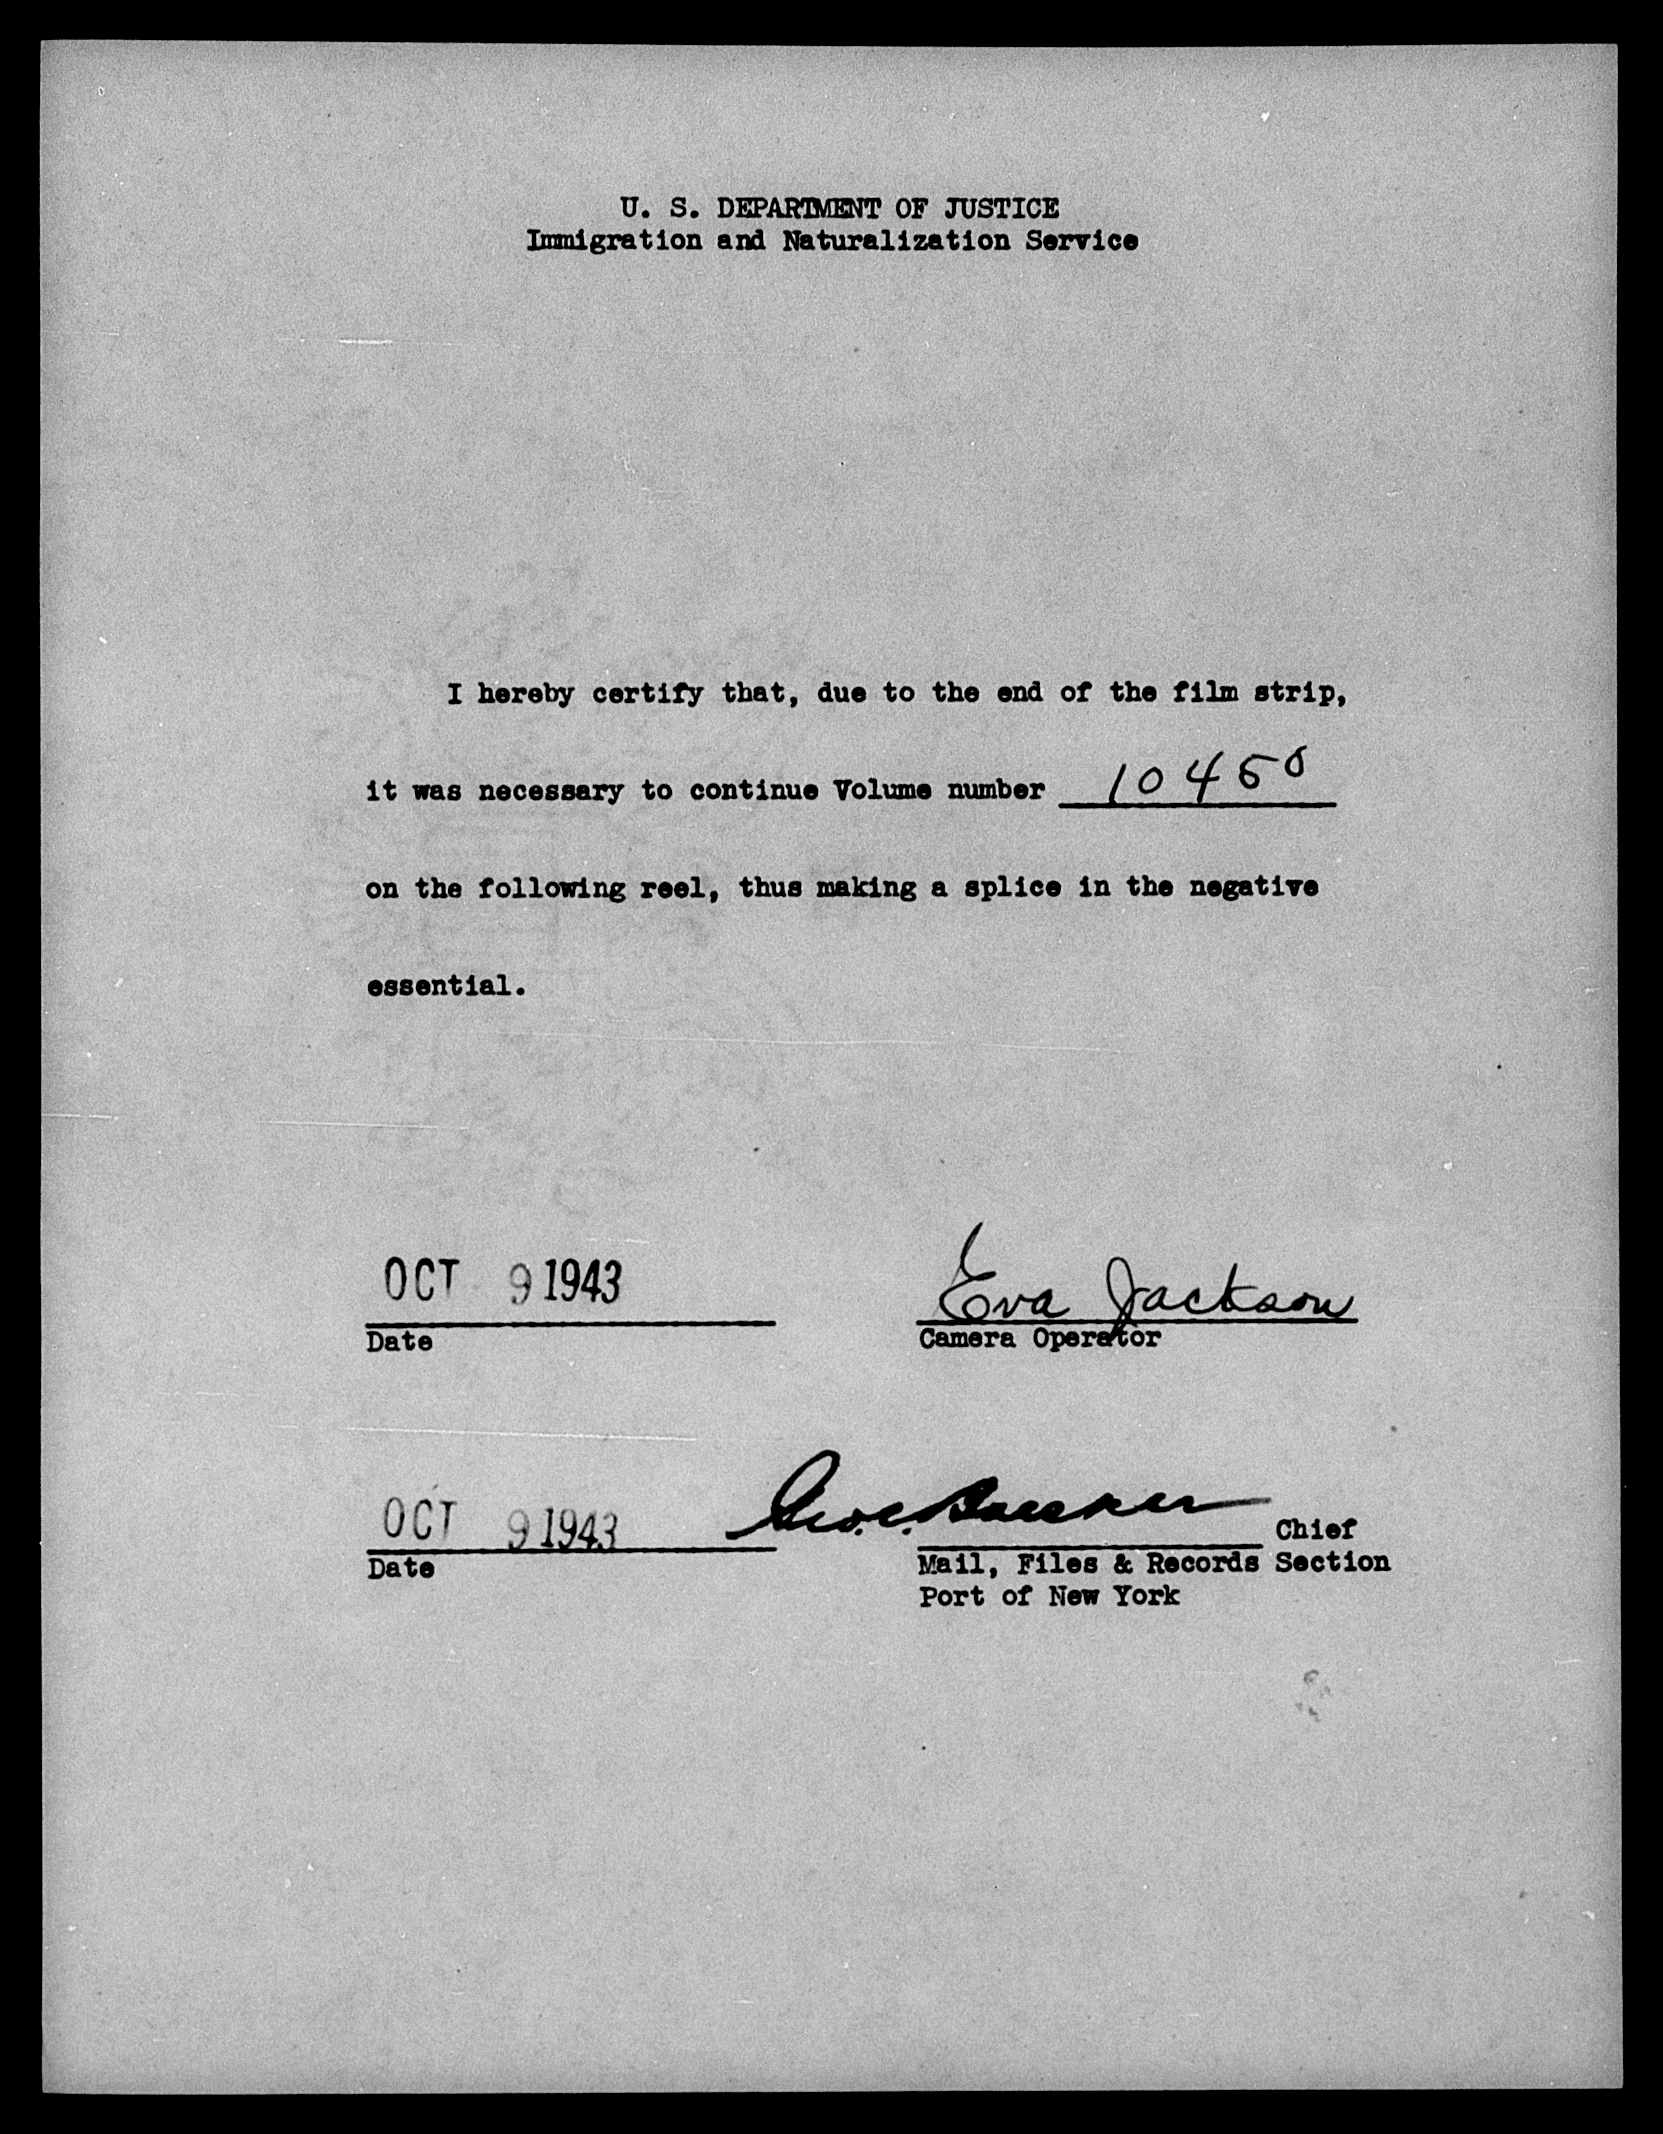 U. S. DEPARTMENT OF JUSTICE
Immigration and Naturalization Service
I hereby certify that, due to the end of the film strip,
it was necessary to continue Volume number 10450
on the following reel, thus making a splice in the negative
essential.
OCT 9 1943 Eva Jackson
Date Camera Operator
OCT 9 1943 Chief
Date Mail, Files & Records Section
Port of New York